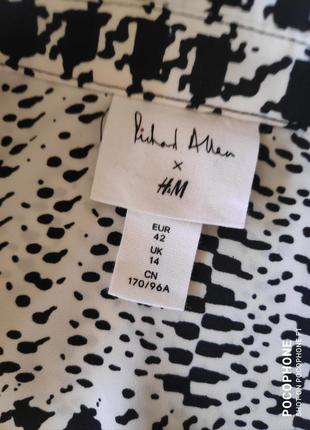 Richard Allan
×
H&M
EUR
42
UK
14
CN
170/96A
POCOPHONE
SHOT ON POCOPHONE F1